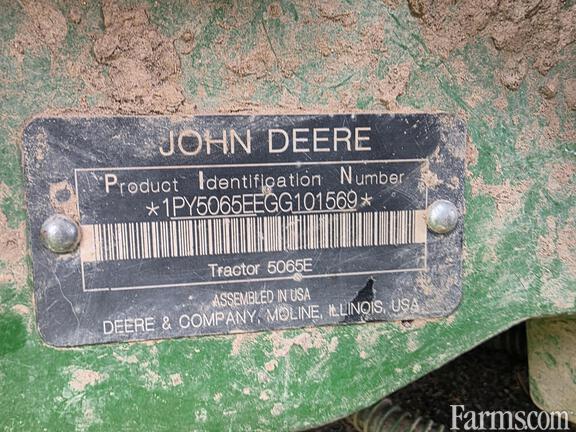 JOHN DEERE
Product Identification Number
*1PY5065EEGG101569*
Tractor 5065E
ASSEMBLED IN USA
DEERE & COMPANY, MOLINE, ILLINOIS, USA
Farms.com